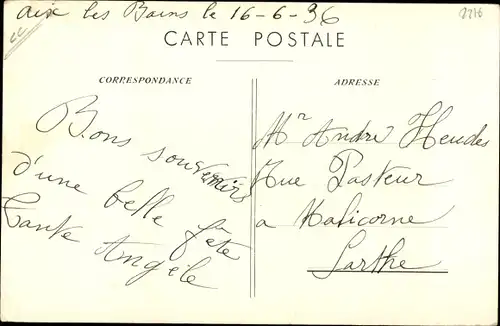 Aix les Bains le 16-6-36
CARTE POSTALE
CORRESPONDANCE
Bons souvenirs
d'une belle fête
Tante Angèle
ADRESSE
Mr André Heudes
Rue Pasteur
a Malicorne
Sarthe